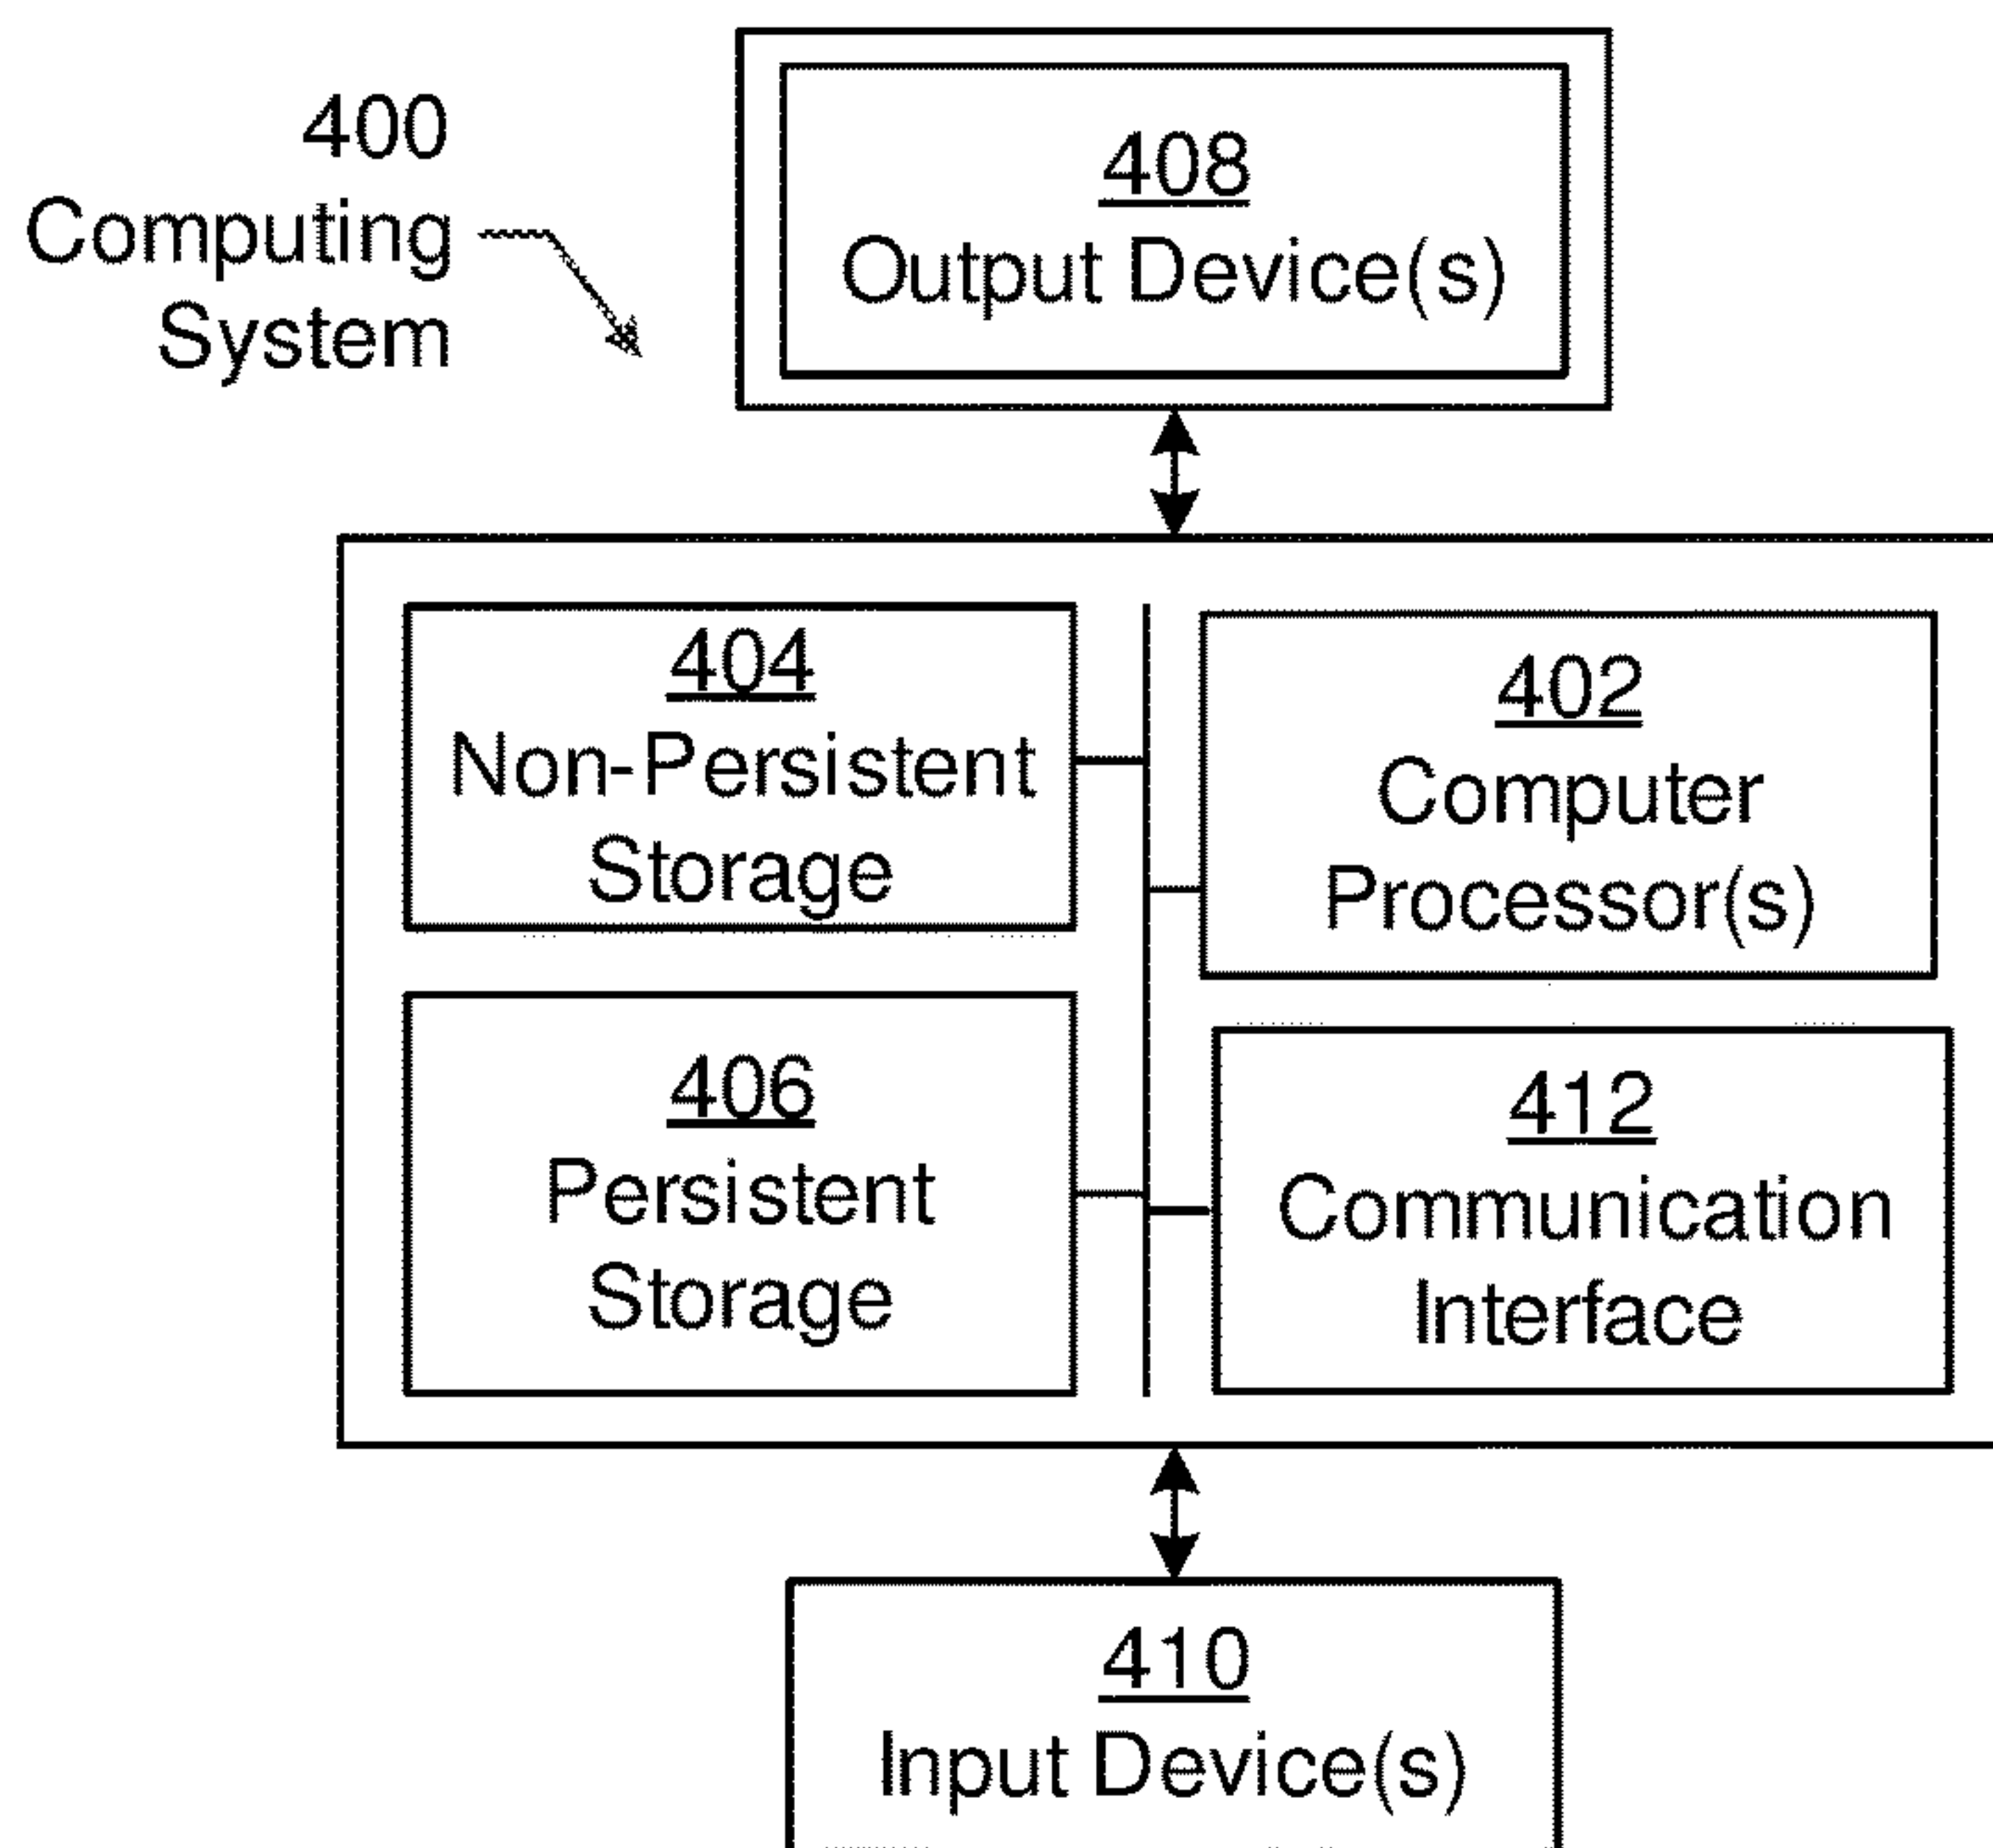 400
Computing
System
408
Output Device(s)
404
Non-Persistent
Storage
402
Computer
Processor(s)
406
Persistent
Storage
412
Communication
Interface
410
Input Device(s)